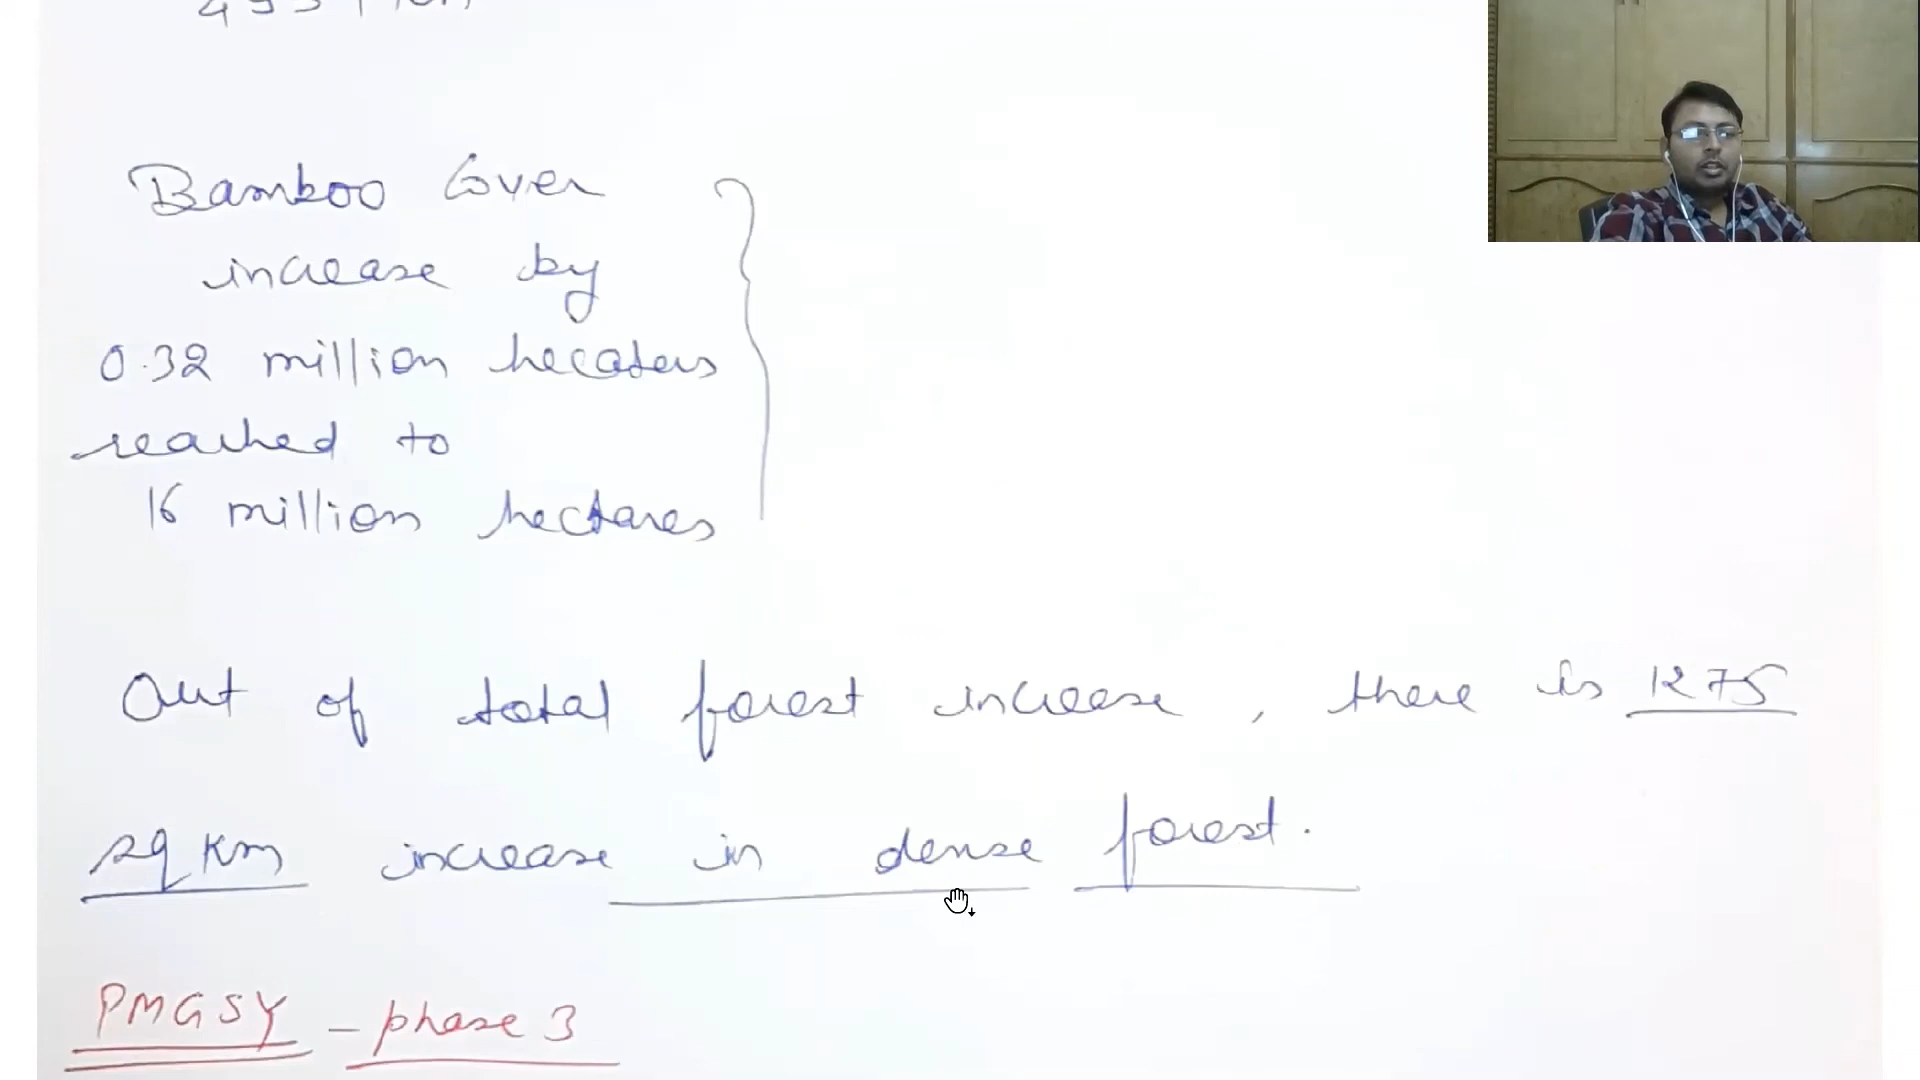 Bamboo Cover
increase by
0.32 million hecaters
reached to
16 million hectares
Out of total forest increase, there is 1275
sq km increase in dense forest.
PMGSY - phase 3